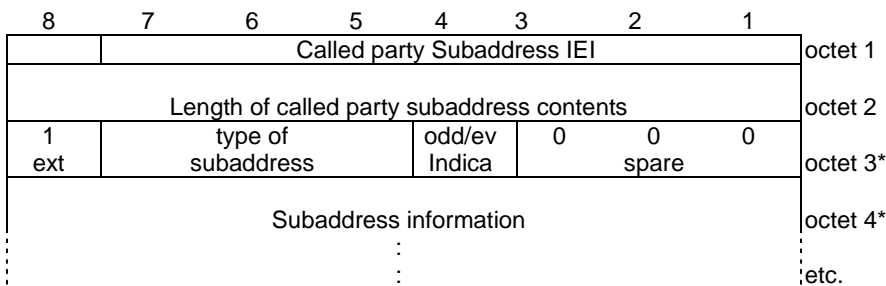 8 7 6 5 4 3 2 1
Called party Subaddress IEI octet 1
Length of called party subaddress contents octet 2
1 type of odd/ev 0 0 0
ext subaddress Indica spare octet 3*
Subaddress information octet 4*
:
: etc.